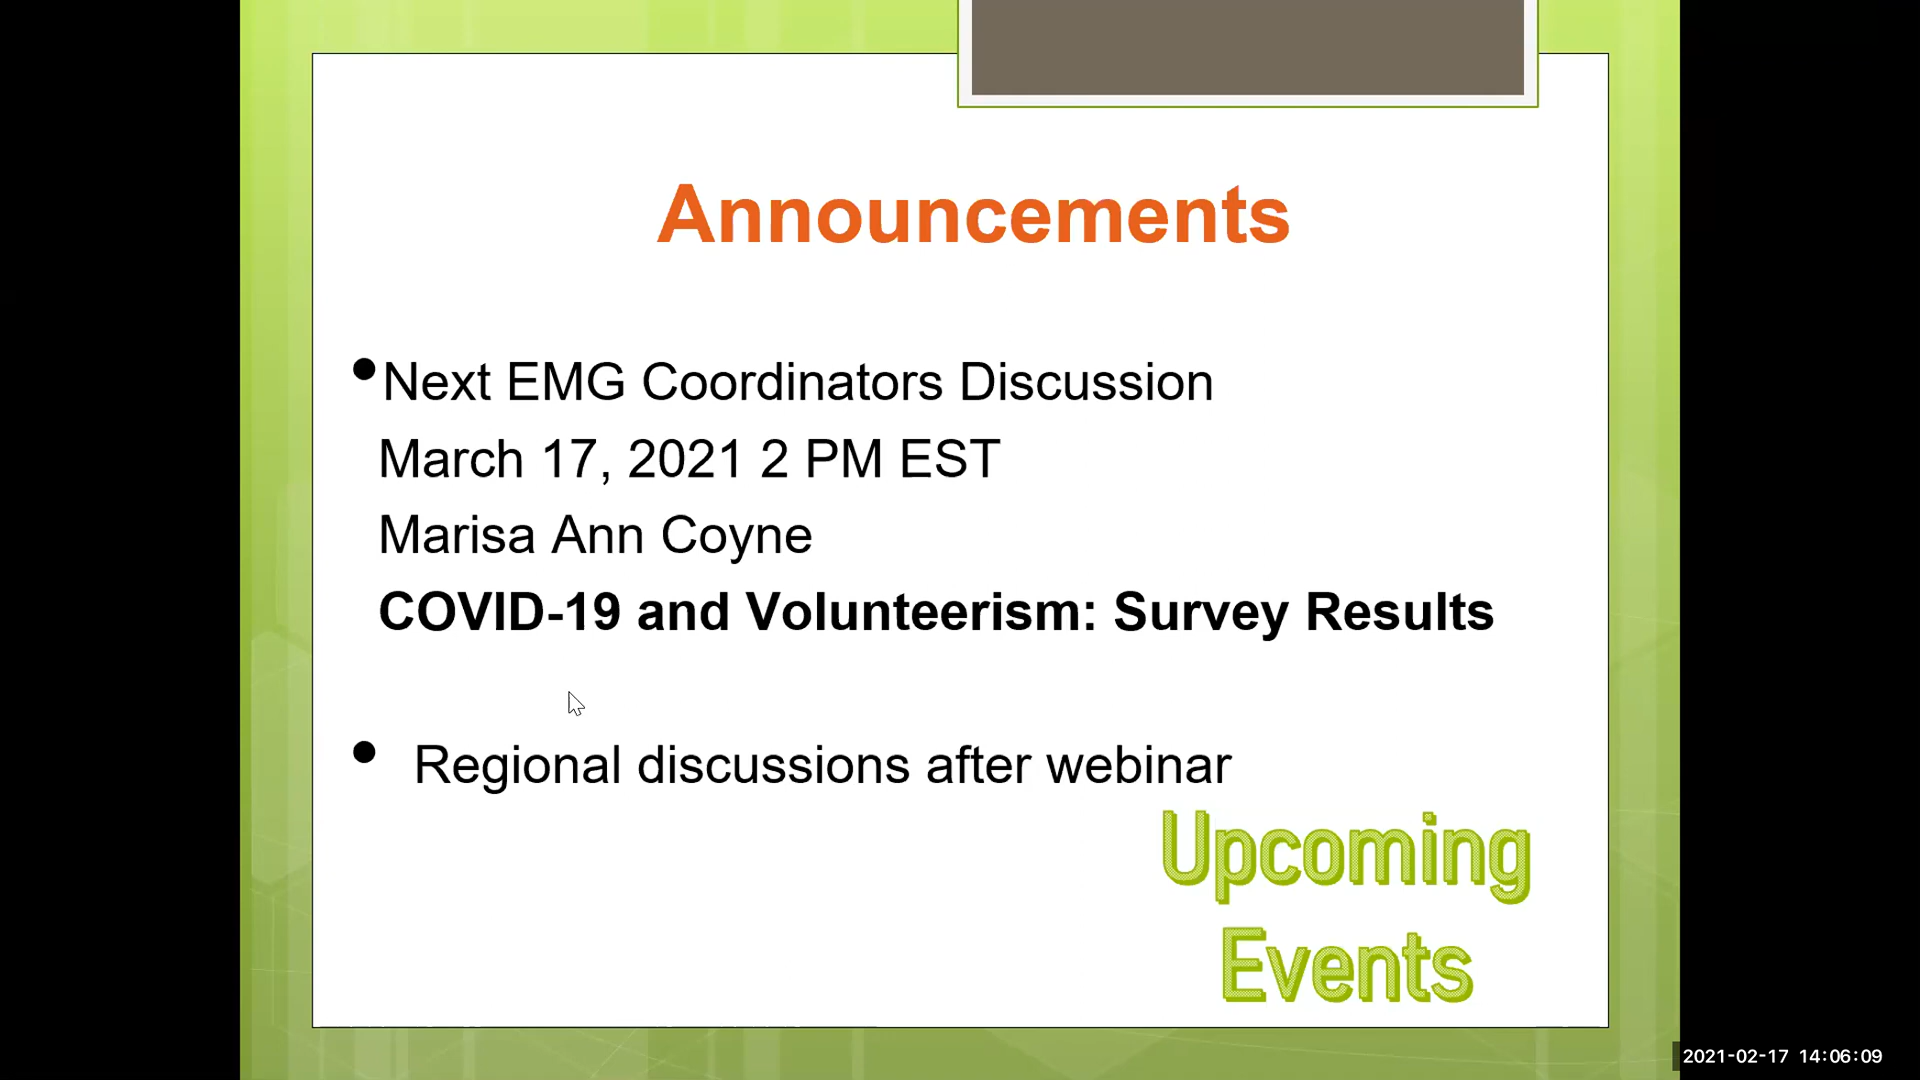 Announcements
•Next EMG Coordinators Discussion
March 17, 2021 2 PM EST
Marisa Ann Coyne
COVID-19 and Volunteerism: Survey Results
• Regional discussions after webinar
Upcoming
Events
2021-02-17 14:06:09